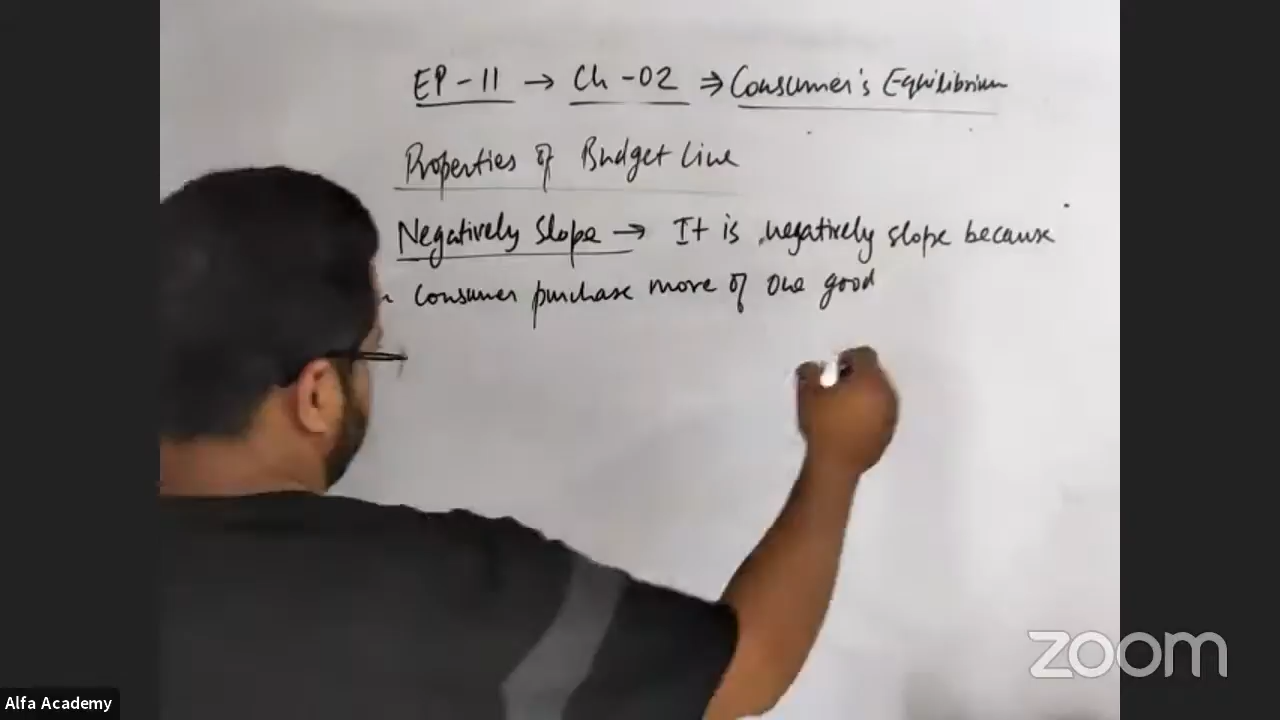 EP-11 → Ch-02 ⇒ Consumer's Equilibrium
Properties of Budget Line
Negatively Slope → It is negatively slope because
Consumer purchase more of one good
zoom
Alfa Academy